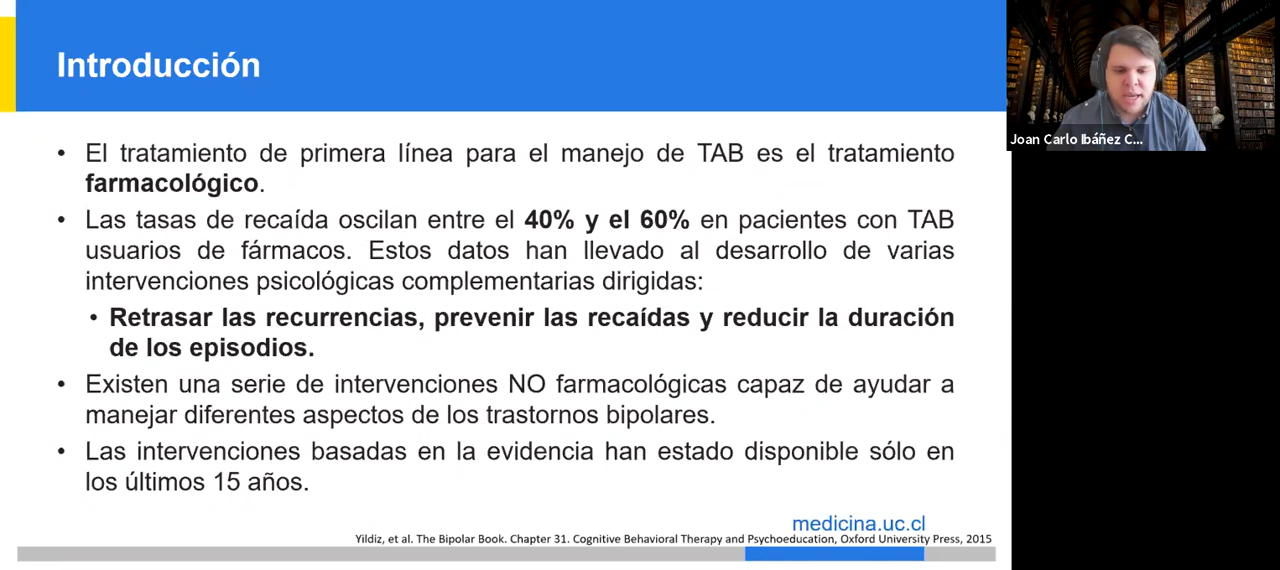 Introducción
Joan Carlo Ibáñez C...
• El tratamiento de primera línea para el manejo de TAB es el tratamiento
farmacológico.
• Las tasas de recaída oscilan entre el 40% y el 60% en pacientes con TAB
usuarios de fármacos. Estos datos han llevado al desarrollo de varias
intervenciones psicológicas complementarias dirigidas:
• Retrasar las recurrencias, prevenir las recaídas y reducir la duración
de los episodios.
• Existen una serie de intervenciones NO farmacológicas capaz de ayudar a
manejar diferentes aspectos de los trastornos bipolares.
• Las intervenciones basadas en la evidencia han estado disponible sólo en
los últimos 15 años.
medicina.uc.cl
Yildiz, et al. The Bipolar Book. Chapter 31. Cognitive Behavioral Therapy and Psychoeducation, Oxford University Press, 2015